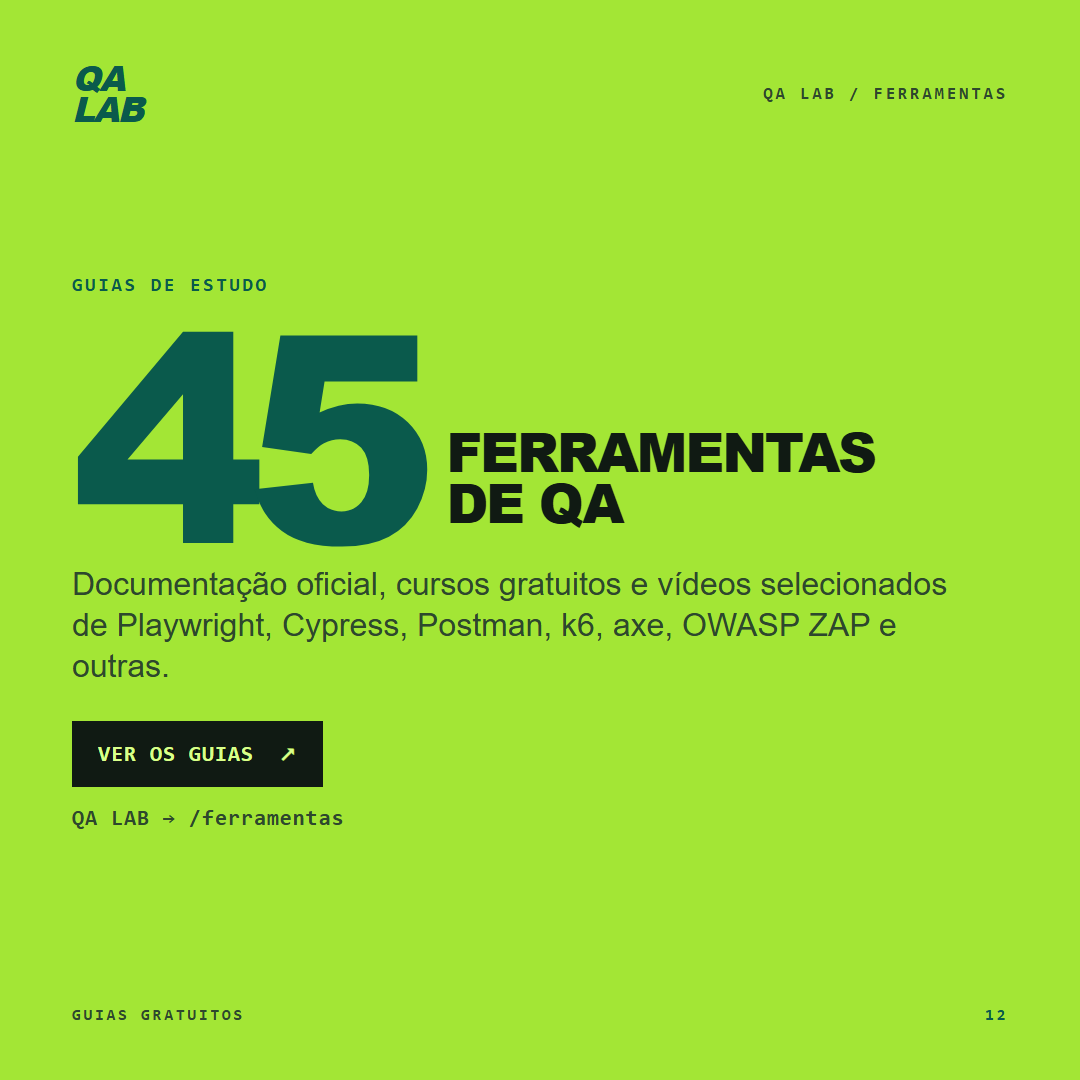 QA
LAB
QA LAB / FERRAMENTAS
GUIAS DE ESTUDO
45
FERRAMENTAS
DE QA
Documentação oficial, cursos gratuitos e vídeos selecionados
de Playwright, Cypress, Postman, k6, axe, OWASP ZAP e
outras.
VER OS GUIAS ↗
QA LAB → /ferramentas
GUIAS GRATUITOS
12